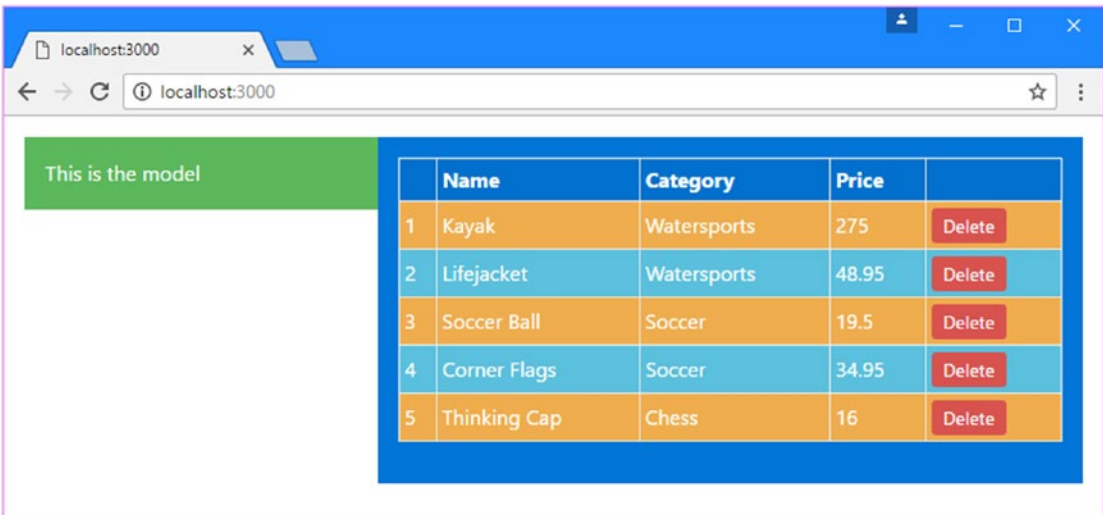 localhost:3000
localhost:3000
This is the model
Name Category Price
1 Kayak Watersports 275 Delete
2 Lifejacket Watersports 48.95 Delete
3 Soccer Ball Soccer 19.5 Delete
4 Corner Flags Soccer 34.95 Delete
5 Thinking Cap Chess 16 Delete